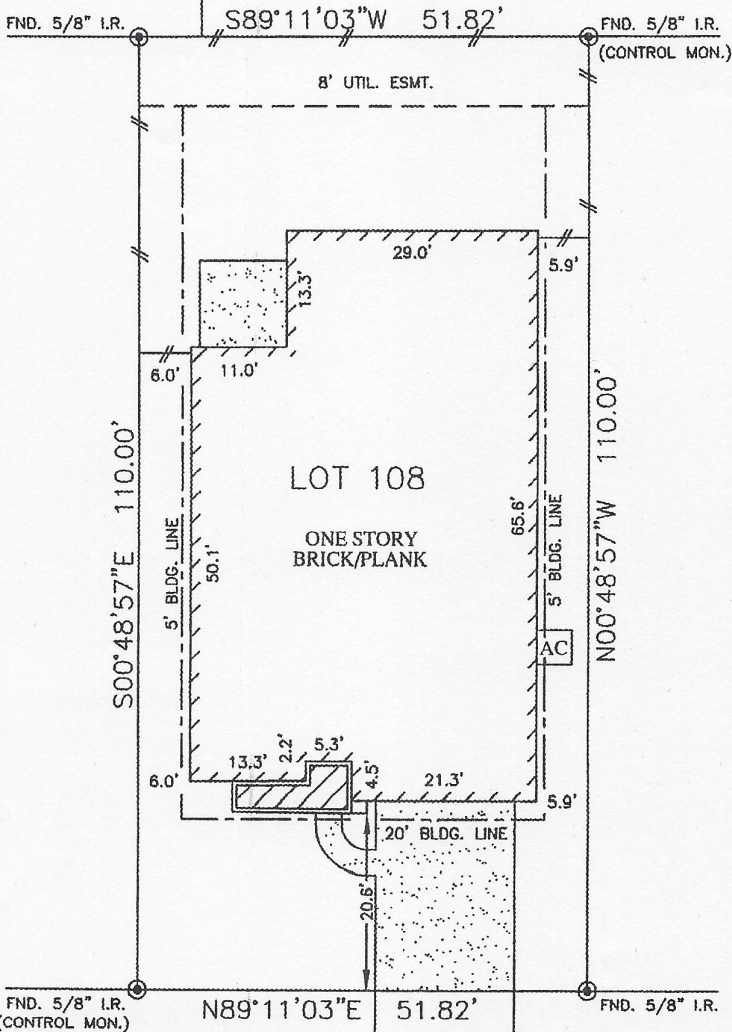 S89°11'03"W 51.82'
FND. 5/8" I.R.
FND. 5/8" I.R.
(CONTROL MON.)
8' UTIL. ESMT.
29.0'
5.9'
13.3'
6.0'
11.0'
S00°48'57"E 110.00'
N00°48'57"W 110.00'
LOT 108
ONE STORY
BRICK/PLANK
65.6'
50.1'
5' BLDG. LINE
5' BLDG. LINE
AC
6.0'
13.3'
2.2'
5.3'
4.5'
21.3'
5.9'
20' BLDG. LINE
20.6'
FND. 5/8" I.R.
(CONTROL MON.)
N89°11'03"E 51.82'
FND. 5/8" I.R.